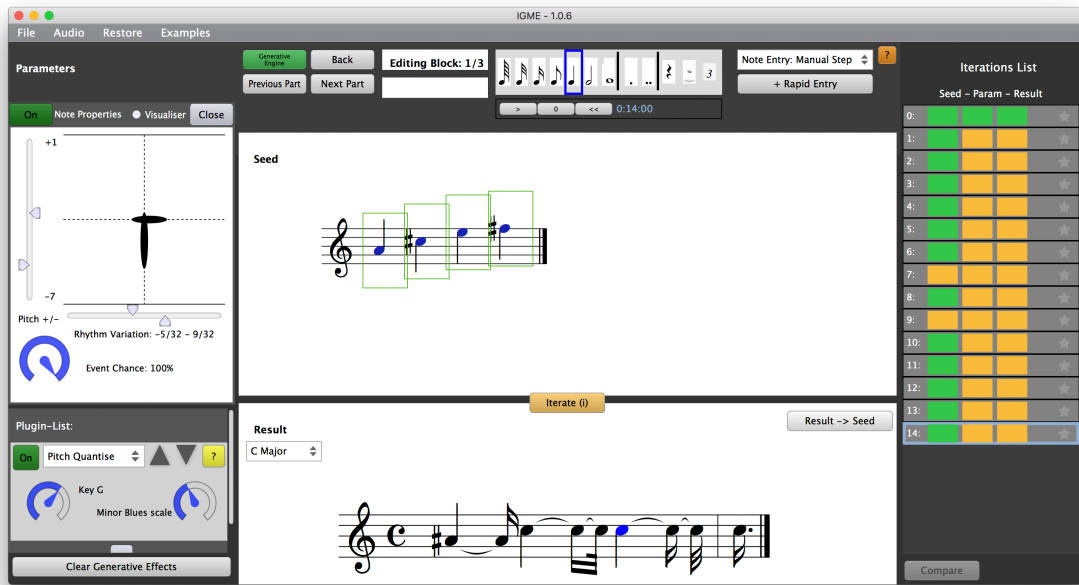 IGME - 1.0.6
File Audio Restore Examples
Parameters
Generative Engine
Back
Previous Part
Next Part
Editing Block: 1/3
3
> 0 << 0:14:00
Note Entry: Manual Step
?
+ Rapid Entry
Iterations List
Seed - Param - Result
On Note Properties Visualiser Close
+1
-7
Pitch +/-
Rhythm Variation: -5/32 - 9/32
Event Chance: 100%
Seed
0:
1:
2:
3:
4:
5:
6:
7:
8:
9:
10:
11:
12:
13:
14:
Iterate (i)
Plugin-List:
On Pitch Quantise ?
Key G
Minor Blues scale
Clear Generative Effects
Result
C Major
Result -> Seed
Compare